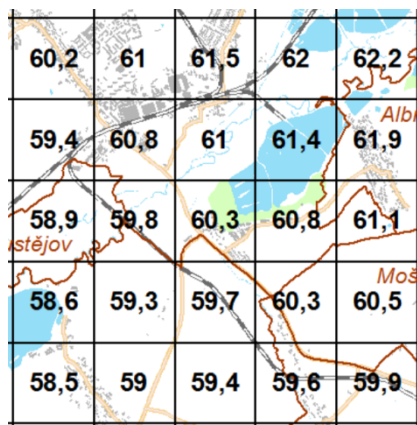 60,2 61 61,5 62 62,2
Albr
59,4 60,8 61 61,4 61,9
58,9 59,8 60,3 60,8 61,1
stějov
Moš
58,6 59,3 59,7 60,3 60,5
58,5 59 59,4 59,6 59,9